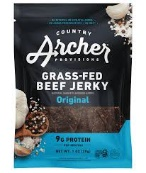 COUNTRY
Archer
PROVISIONS
GRASS-FED
BEEF JERKY
Original
9g PROTEIN